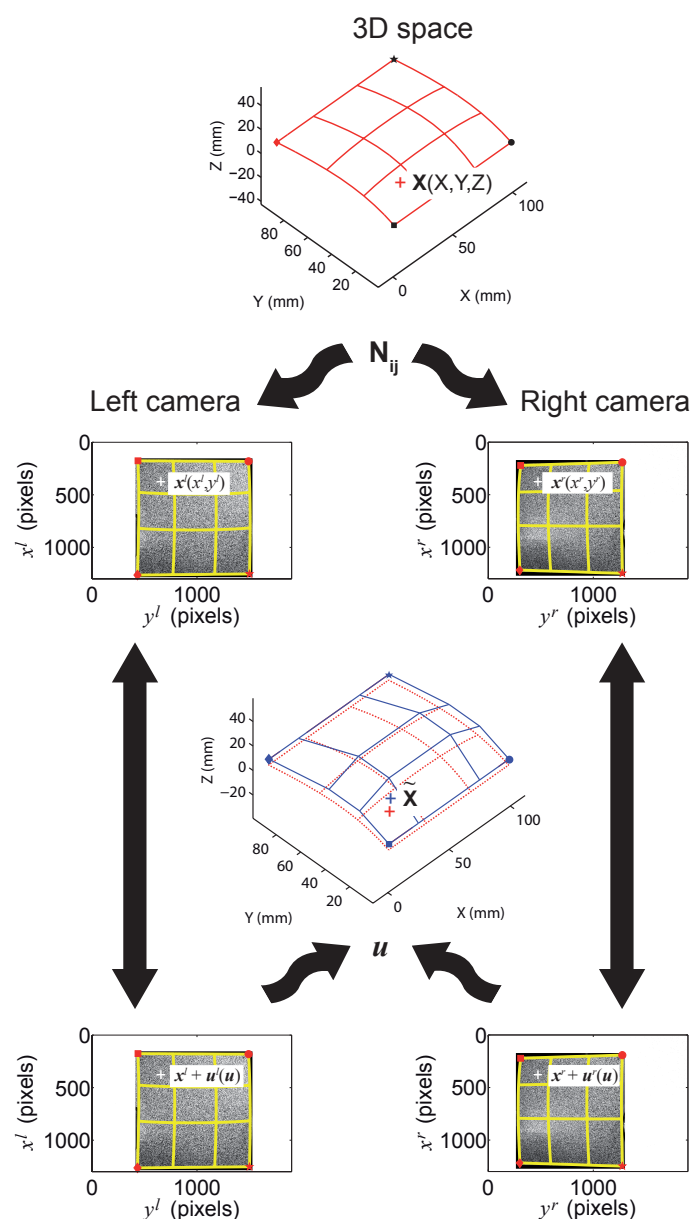 3D space
40
20
0
−20
−40
Z (mm)
X(X,Y,Z)
80
60
40
20
Y (mm)
0
50
100
X (mm)
N_ij
Left camera
Right camera
0
500
1000
x^l (pixels)
x^l(x^l,y^l)
0
1000
y^l (pixels)
0
500
1000
x^r (pixels)
x^r(x^r,y^r)
0
1000
y^r (pixels)
40
20
0
−20
Z (mm)
X̃
80
60
40
20
Y (mm)
0
50
100
X (mm)
u
0
500
1000
x^l (pixels)
x^l + u^l(u)
0
1000
y^l (pixels)
0
500
1000
x^r (pixels)
x^r + u^r(u)
0
1000
y^r (pixels)